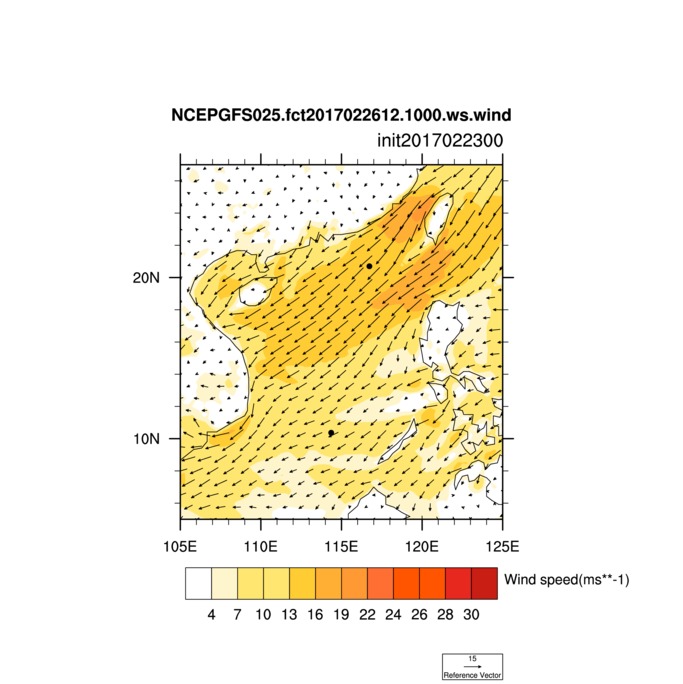 NCEPGFS025.fct2017022612.1000.ws.wind
init2017022300
20N
10N
105E 110E 115E 120E 125E
Wind speed(ms**-1)
4 7 10 13 16 19 22 24 26 28 30
15
Reference Vector